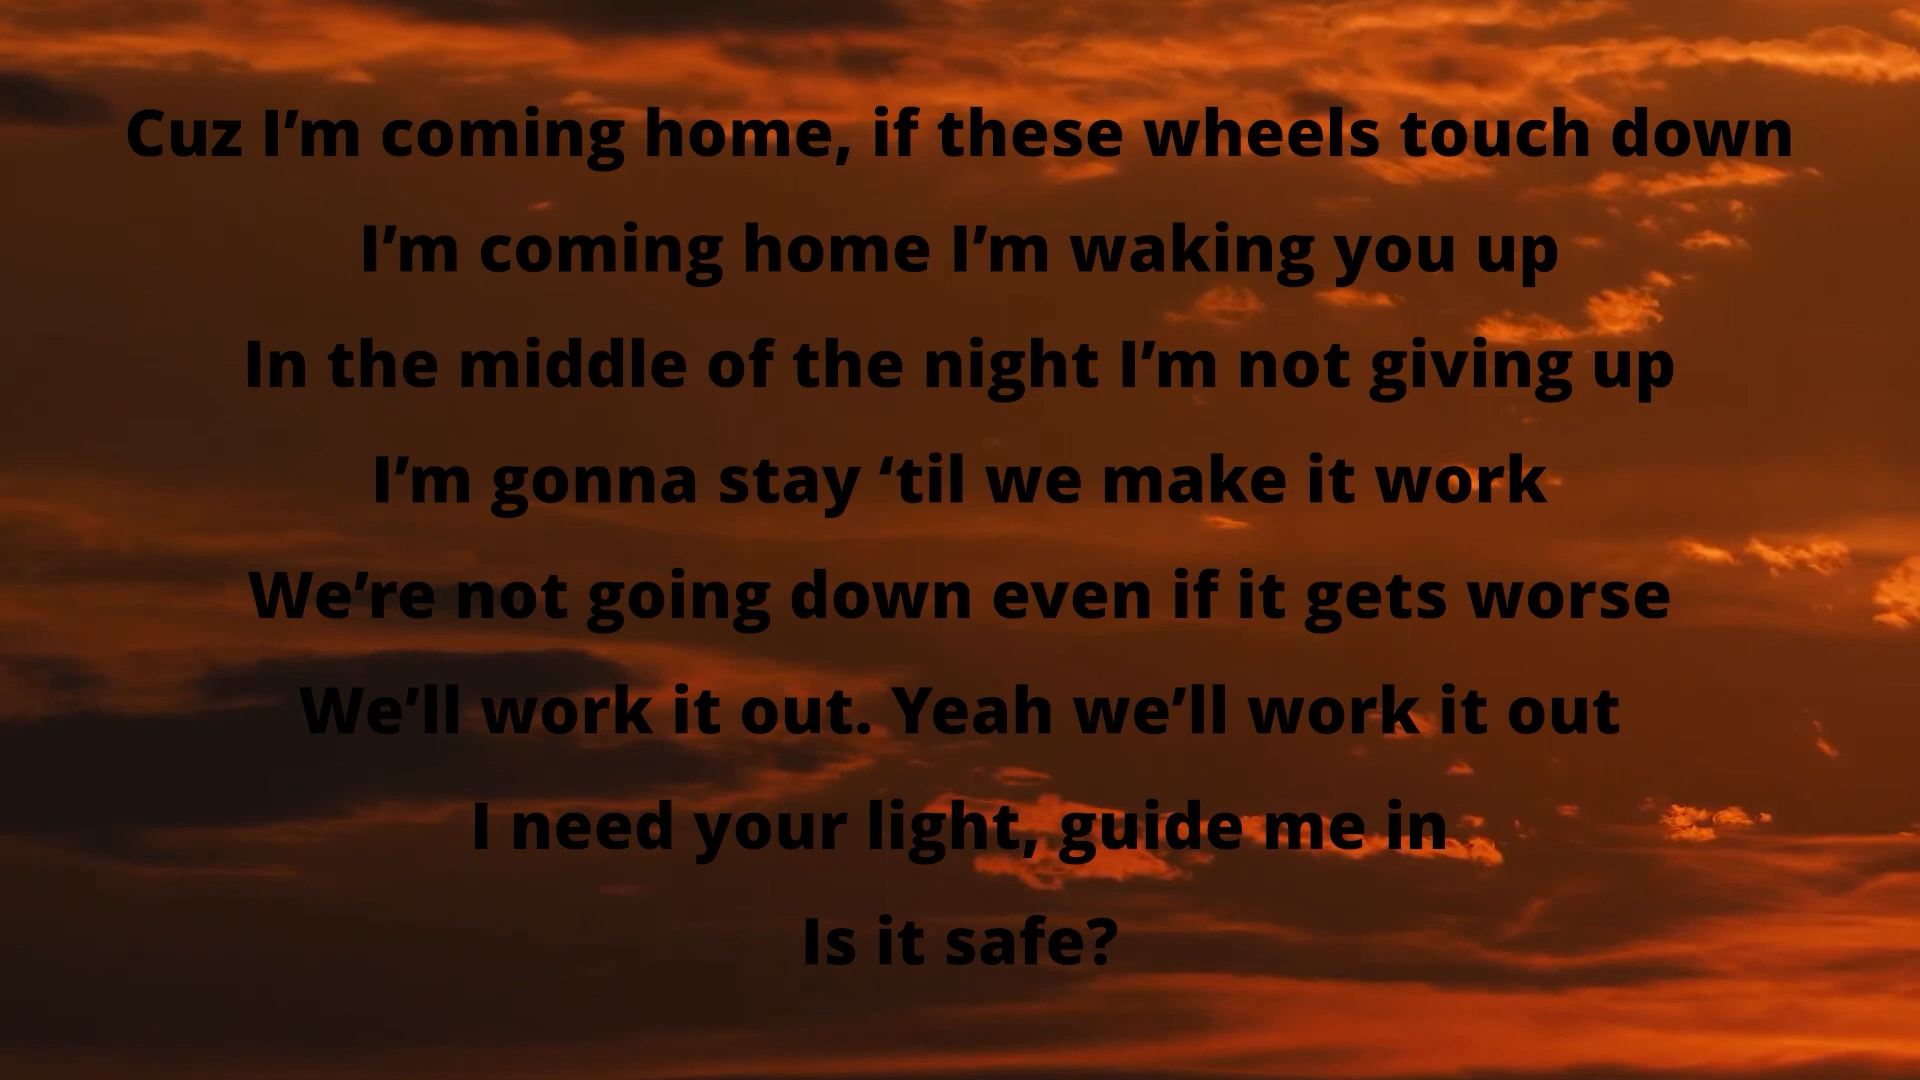 Cuz I’m coming home, if these wheels touch down
I’m coming home I’m waking you up
In the middle of the night I’m not giving up
I’m gonna stay ‘til we make it work
We’re not going down even if it gets worse
We’ll work it out. Yeah we’ll work it out
I need your light, guide me in
Is it safe?